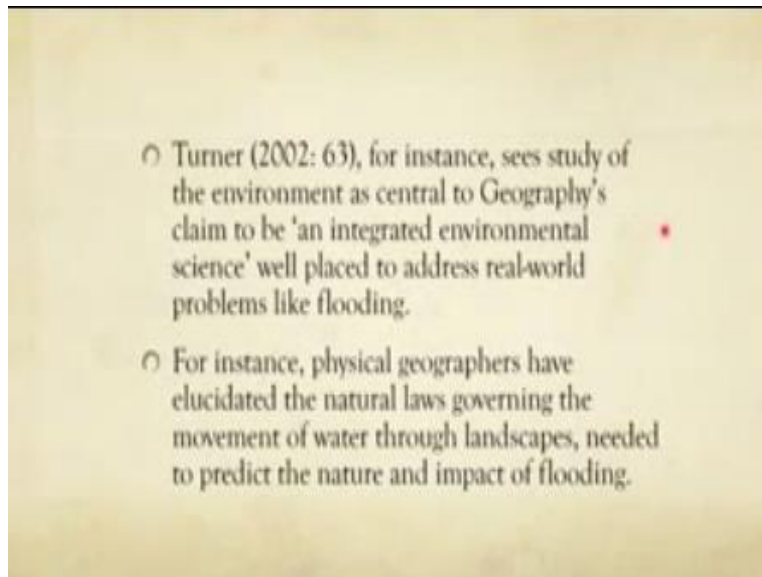 Turner (2002: 63), for instance, sees study of
the environment as central to Geography's
claim to be 'an integrated environmental
science' well placed to address real-world
problems like flooding.
For instance, physical geographers have
elucidated the natural laws governing the
movement of water through landscapes, needed
to predict the nature and impact of flooding.